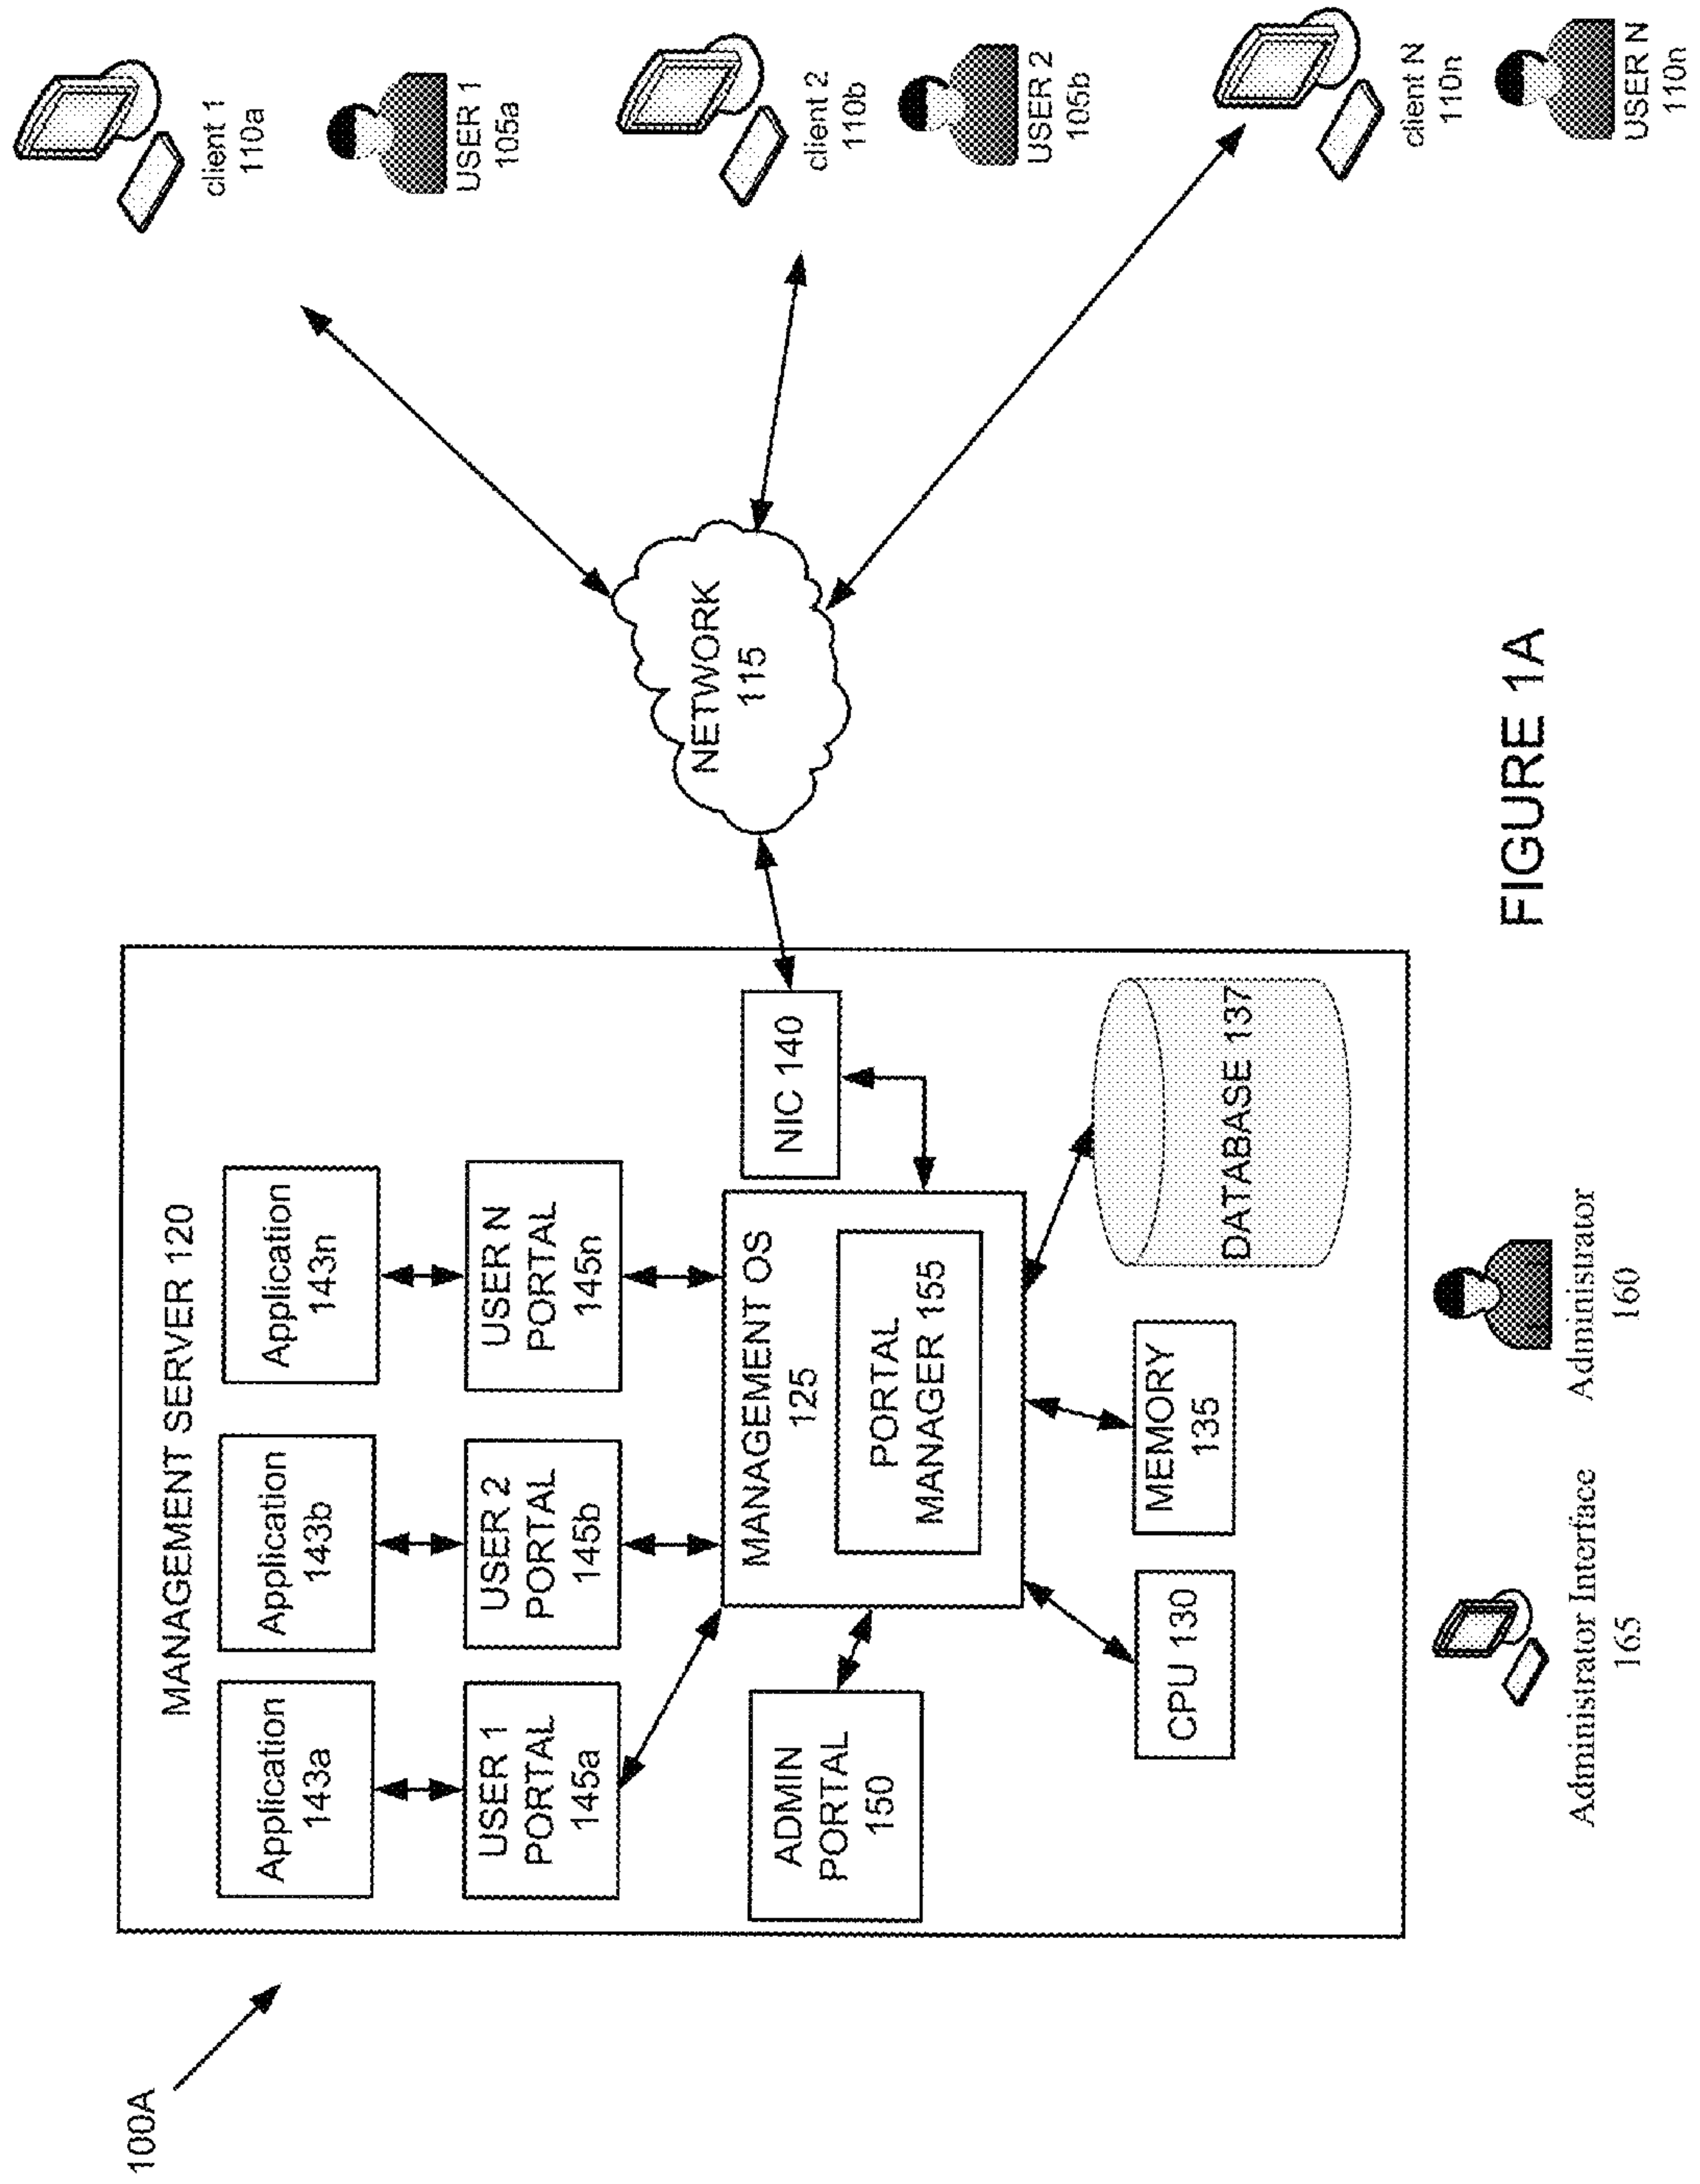 100A
MANAGEMENT SERVER 120
Application
143a
Application
143b
Application
143n
USER 1
PORTAL
145a
USER 2
PORTAL
145b
USER N
PORTAL
145n
ADMIN
PORTAL
150
MANAGEMENT OS
125
PORTAL
MANAGER 155
NIC 140
CPU 130
MEMORY
135
DATABASE 137
NETWORK
115
client 1
110a
USER 1
105a
client 2
110b
USER 2
105b
client N
110n
USER N
110n
Administrator Interface
165
Administrator
160
FIGURE 1A